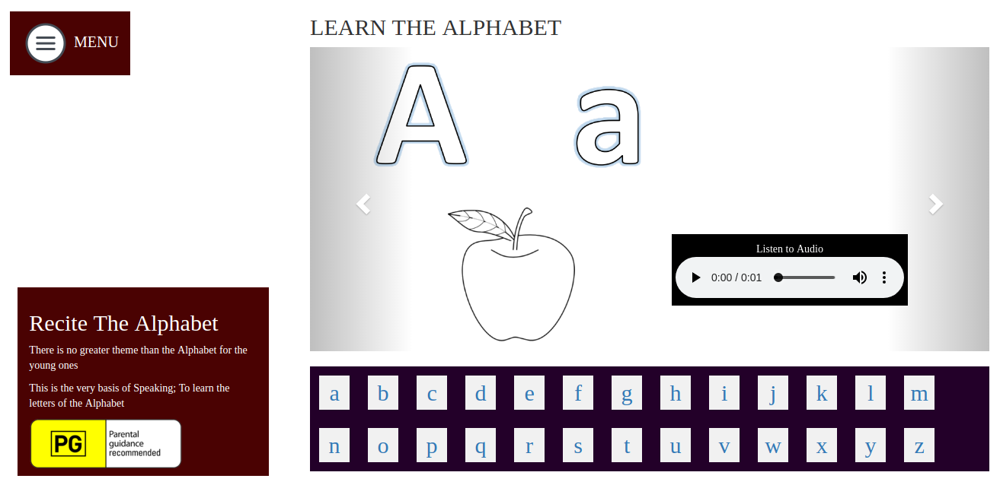 MENU
LEARN THE ALPHABET
A a
Listen to Audio
0:00 / 0:01
Recite The Alphabet
There is no greater theme than the Alphabet for the
young ones
This is the very basis of Speaking; To learn the
letters of the Alphabet
PG
Parental
guidance
recommended
a b c d e f g h i j k l m
n o p q r s t u v w x y z